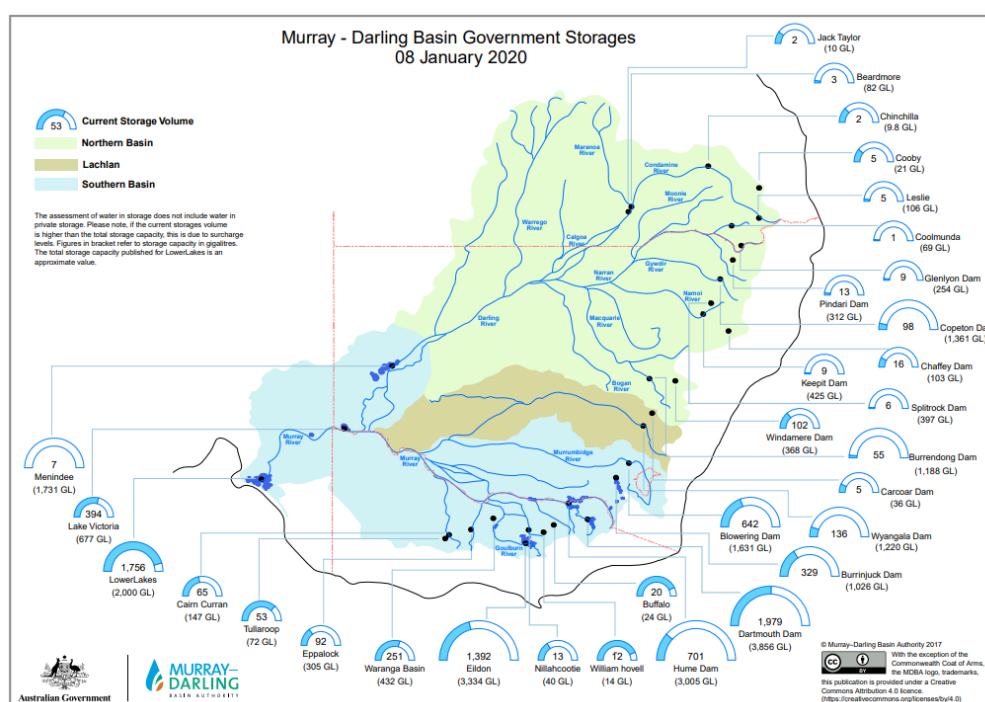 Murray - Darling Basin Government Storages
08 January 2020
53
Current Storage Volume
Northern Basin
Lachlan
Southern Basin
The assessment of water in storage does not include water in
private storage. Please note, if the current storages volume
is higher than the total storage capacity, this is due to surcharge
levels. Figures in bracket refer to storage capacity in gigalitres.
The total storage capacity published for LowerLakes is an
approximate value.
2
Jack Taylor
(10 GL)
3
Beardmore
(82 GL)
2
Chinchilla
(9.8 GL)
5
Cooby
(21 GL)
5
Leslie
(106 GL)
1
Coolmunda
(69 GL)
9
Glenlyon Dam
(254 GL)
13
Pindari Dam
(312 GL)
98
Copeton Da
(1,361 GL)
16
Chaffey Dam
(103 GL)
9
Keepit Dam
(425 GL)
6
Splitrock Dam
(397 GL)
102
Windamere Dam
(368 GL)
55
Burrendong Dam
(1,188 GL)
5
Carcoar Dam
(36 GL)
136
Wyangala Dam
(1,220 GL)
642
Blowering Dam
(1,631 GL)
329
Burrinjuck Dam
(1,026 GL)
1,979
Dartmouth Dam
(3,856 GL)
Maranoa
River
Condamine
River
Moonie
River
Warrego
River
Culgoa
River
Narran
River
Gywdir
River
Namoi
River
Macquarie
River
Darling
River
Bogan
River
Murrumbidgee
River
Murray
River
Murray
River
Goulburn
River
7
Menindee
(1,731 GL)
394
Lake Victoria
(677 GL)
1,756
LowerLakes
(2,000 GL)
65
Cairn Curran
(147 GL)
53
Tullaroop
(72 GL)
92
Eppalock
(305 GL)
251
Waranga Basin
(432 GL)
1,392
Eildon
(3,334 GL)
13
Nillahcootie
(40 GL)
12
William hovell
(14 GL)
20
Buffalo
(24 GL)
701
Hume Dam
(3,005 GL)
Australian Government
MURRAY–
DARLING
BASIN AUTHORITY
© Murray–Darling Basin Authority 2017
cc
BY
With the exception of the
Commonwealth Coat of Arms,
the MDBA logo, trademarks,
this publication is provided under a Creative
Commons Attribution 4.0 licence.
(https://creativecommons.org/licenses/by/4.0)